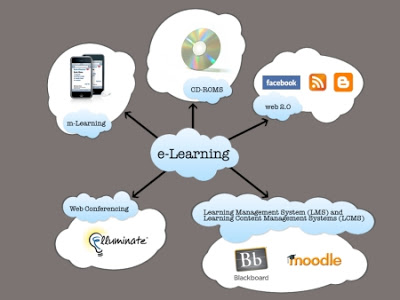 CD-ROMS
facebook
m-Learning
web 2.0
e-Learning
Web Conferencing
Learning Management System (LMS) and
Learning Content Management Systems (LCMS)
elluminate
Bb
Blackboard
moodle